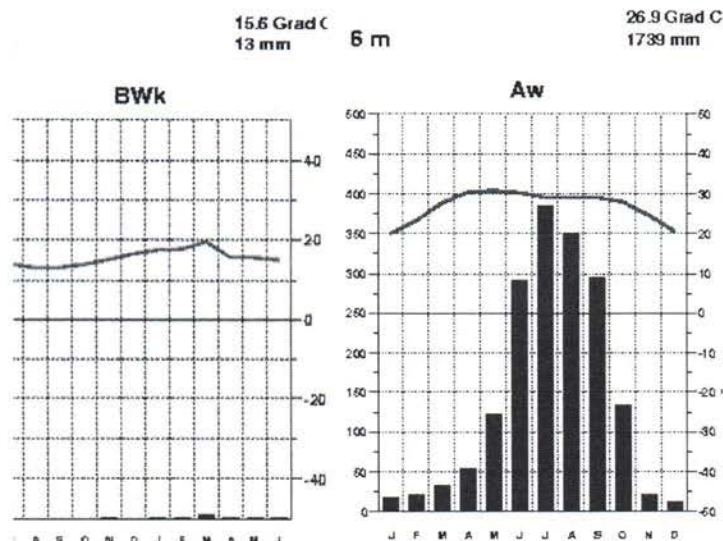 15.6 Grad C
13 mm
BWk
40
20
0
-20
-40
A S O N D J F M A M J
6 m
26.9 Grad C
1739 mm
Aw
500 50
450 40
400 30
350 20
300 10
250 0
200 -10
150 -20
100 -30
50 -40
0 -50
J F M A M J J A S O N D